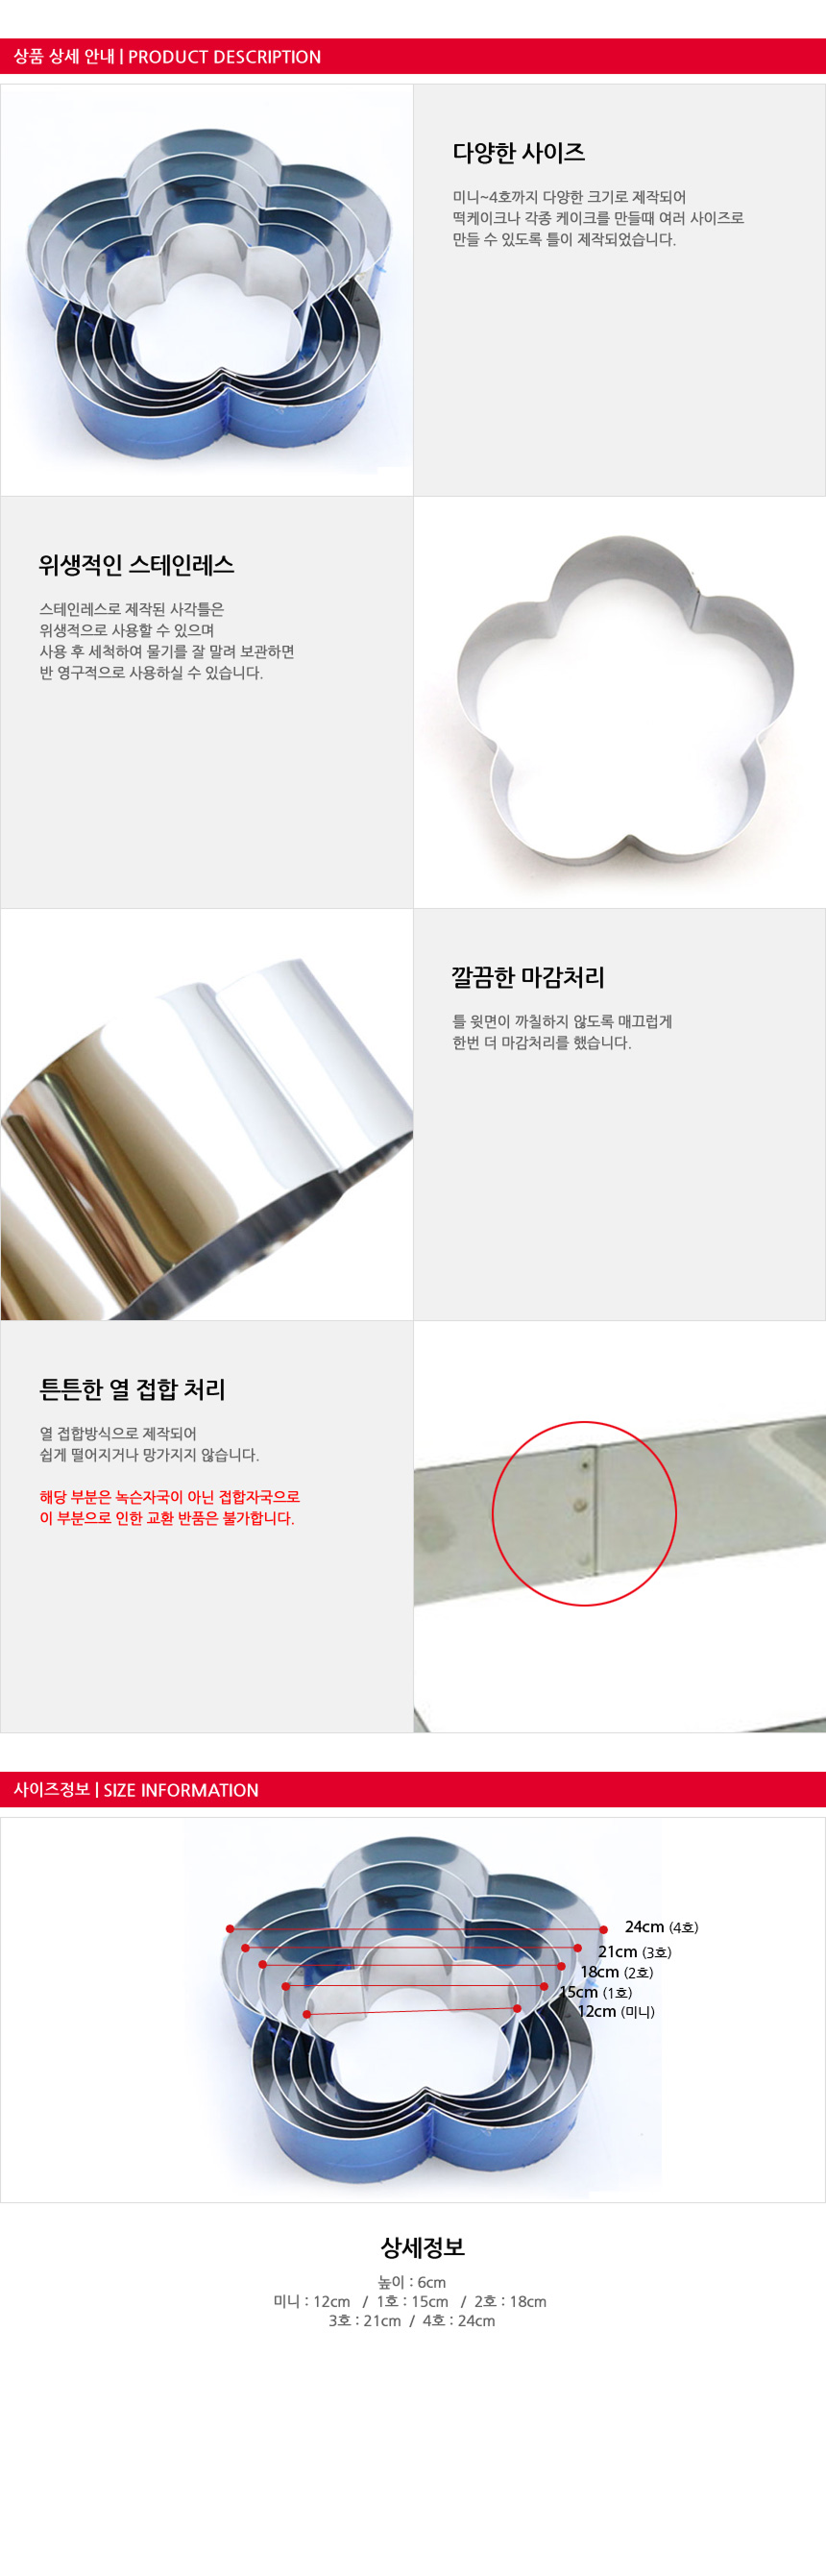 상품 상세 안내 | PRODUCT DESCRIPTION
다양한 사이즈
미니~4호까지 다양한 크기로 제작되어
떡케이크나 각종 케이크를 만들때 여러 사이즈로
만들 수 있도록 틀이 제작되었습니다.
위생적인 스테인레스
스테인레스로 제작된 사각틀은
위생적으로 사용할 수 있으며
사용 후 세척하여 물기를 잘 말려 보관하면
반 영구적으로 사용하실 수 있습니다.
깔끔한 마감처리
틀 윗면이 까칠하지 않도록 매끄럽게
한번 더 마감처리를 했습니다.
튼튼한 열 접합 처리
열 접합방식으로 제작되어
쉽게 떨어지거나 망가지지 않습니다.
해당 부분은 녹슨자국이 아닌 접합자국으로
이 부분으로 인한 교환 반품은 불가합니다.
사이즈정보 | SIZE INFORMATION
24cm (4호)
21cm (3호)
18cm (2호)
15cm (1호)
12cm (미니)
상세정보
높이 : 6cm
미니 : 12cm / 1호 : 15cm / 2호 : 18cm
3호 : 21cm / 4호 : 24cm